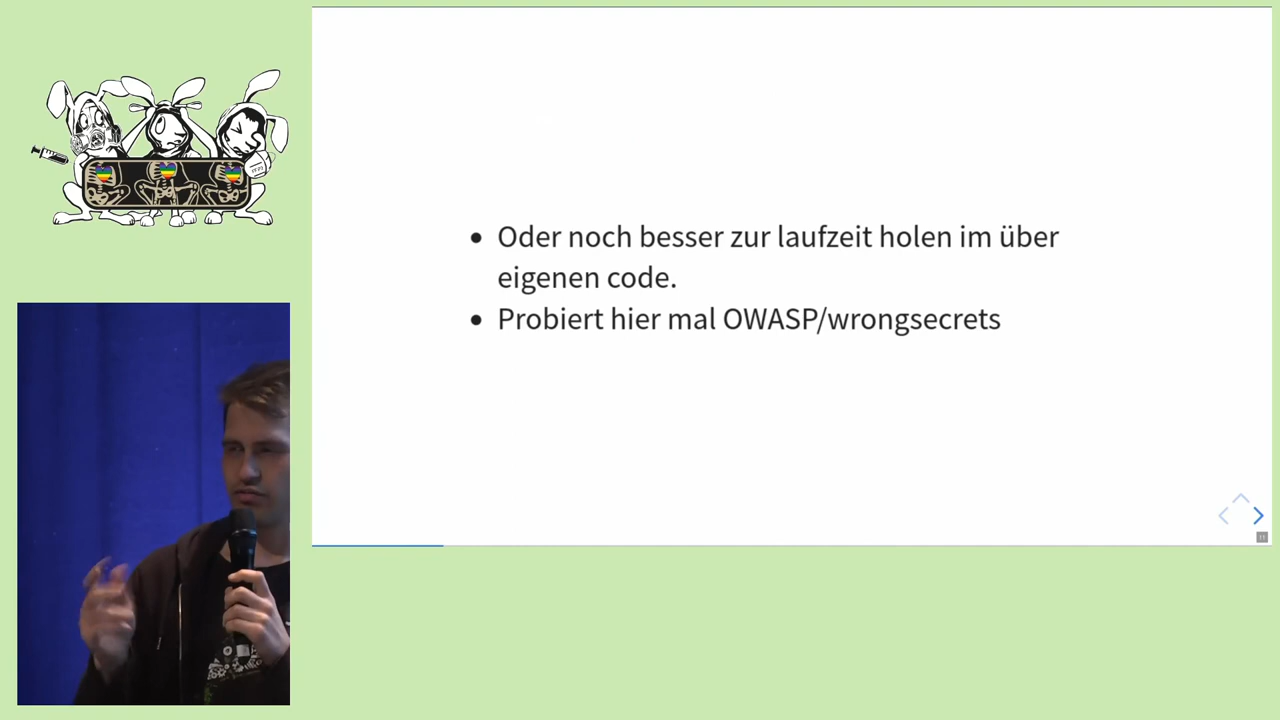 Oder noch besser zur laufzeit holen im über
eigenen code.
Probiert hier mal OWASP/wrongsecrets